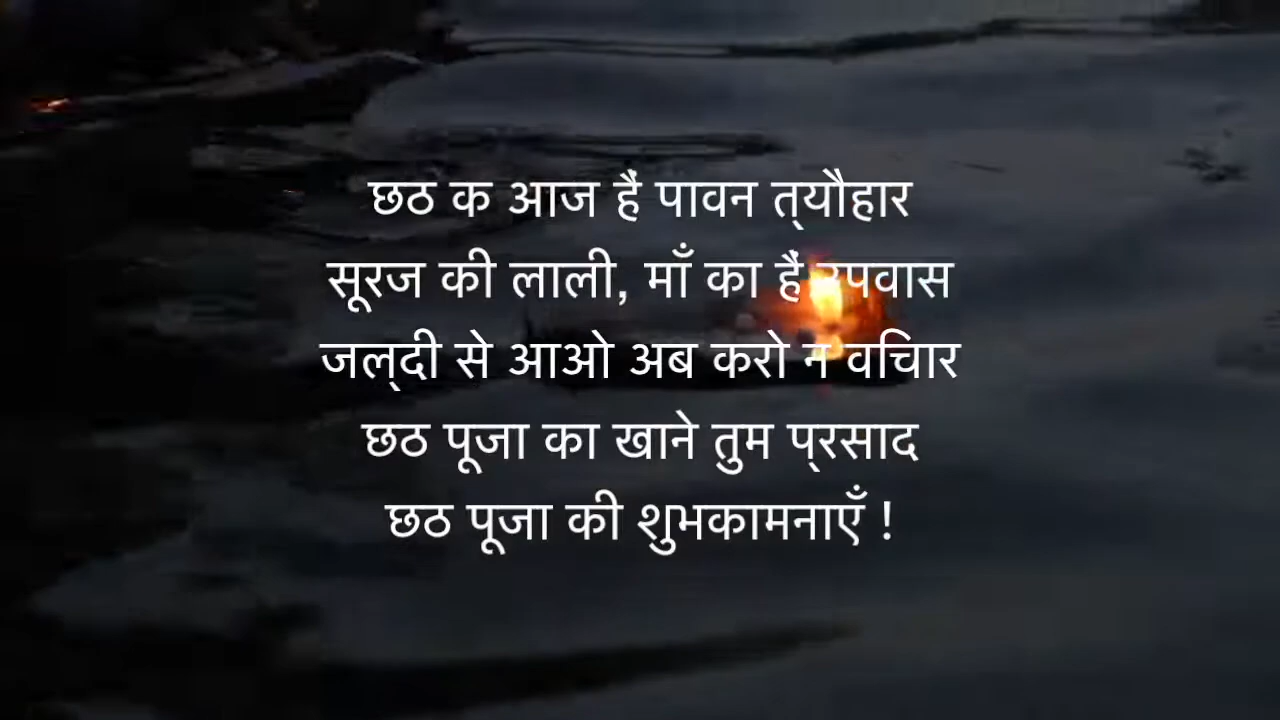 छठ क आज हैं पावन त्यौहार
सूरज की लाली, माँ का हैं उपवास
जल्दी से आओ अब करो न विचार
छठ पूजा का खाने तुम प्रसाद
छठ पूजा की शुभकामनाएँ !